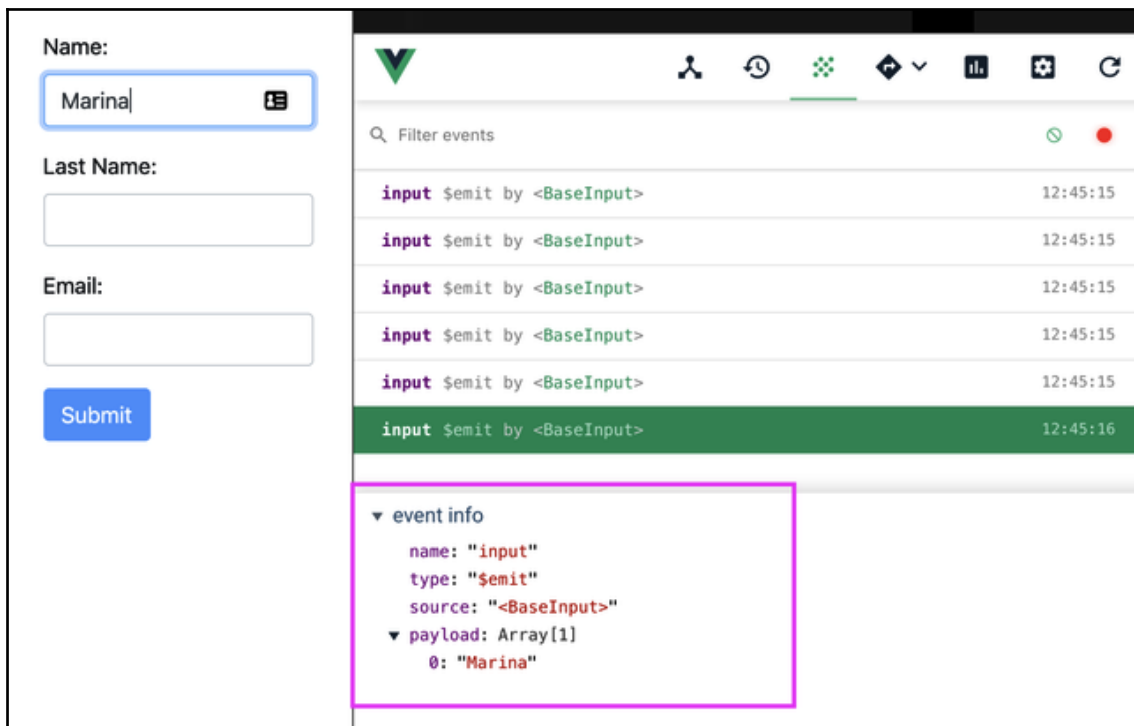 Name:
Marina
Last Name:
Email:
Submit
Filter events
input $emit by <BaseInput> 12:45:15
input $emit by <BaseInput> 12:45:15
input $emit by <BaseInput> 12:45:15
input $emit by <BaseInput> 12:45:15
input $emit by <BaseInput> 12:45:15
input $emit by <BaseInput> 12:45:16
event info
name: "input"
type: "$emit"
source: "<BaseInput>"
payload: Array[1]
0: "Marina"